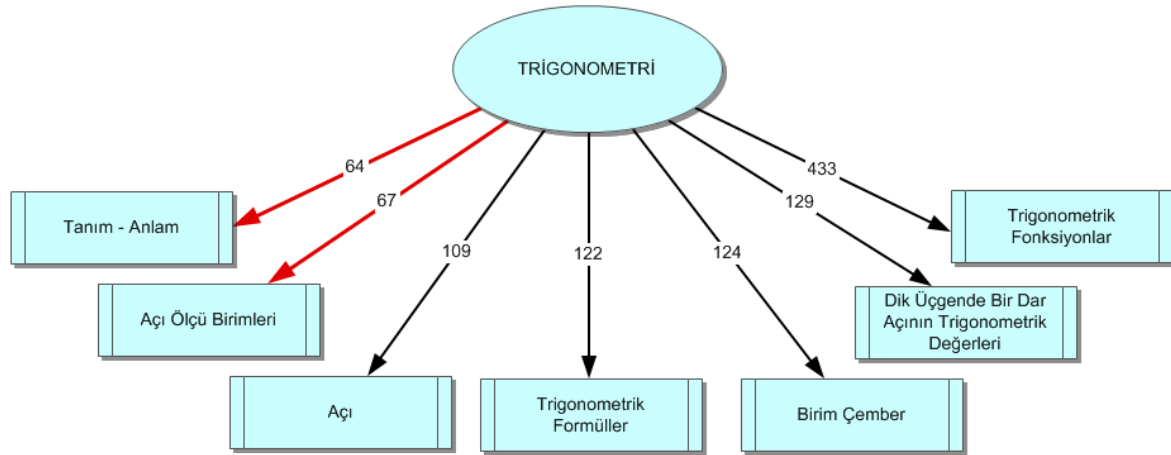 TRİGONOMETRİ
64
67
109
122
124
129
433
Tanım - Anlam
Açı Ölçü Birimleri
Açı
Trigonometrik
Formüller
Birim Çember
Dik Üçgende Bir Dar
Açının Trigonometrik
Değerleri
Trigonometrik
Fonksiyonlar